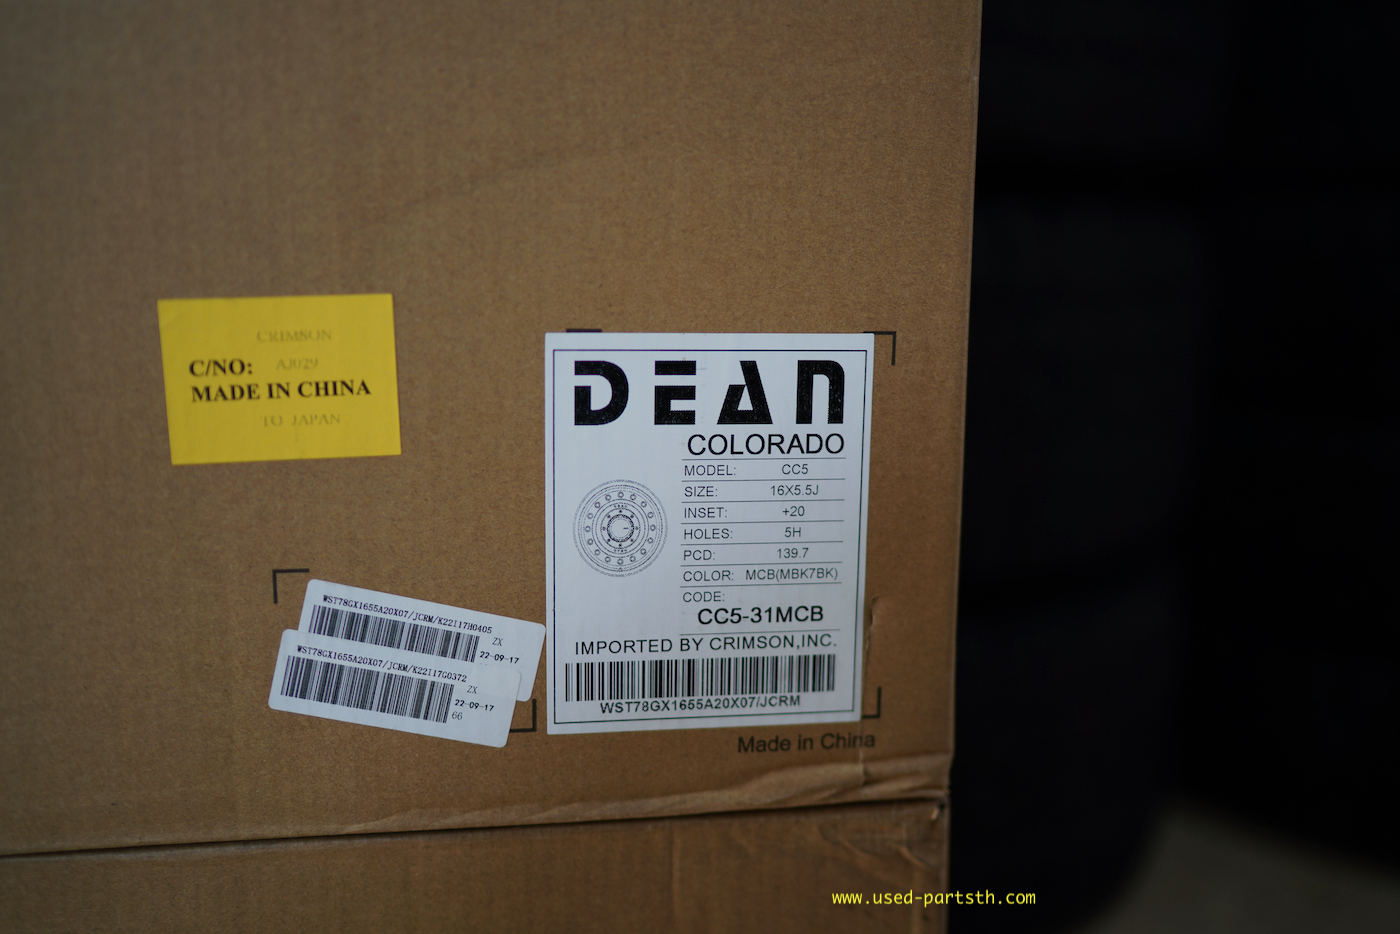 CRIMSON
C/NO: AJ029
MADE IN CHINA
TO JAPAN
DEAN
COLORADO
MODEL: CC5
SIZE: 16X5.5J
INSET: +20
HOLES: 5H
PCD: 139.7
COLOR: MCB(MBK7BK)
CODE:
CC5-31MCB
IMPORTED BY CRIMSON,INC.
WST78GX1655A20X07/JCRM
Made in China
WST78GX1655A20X07/JCRM/K22I17H0405
ZX
22-09-17
WST78GX1655A20X07/JCRM/K22I17G0372
ZX
22-09-17
66
www.used-partsth.com